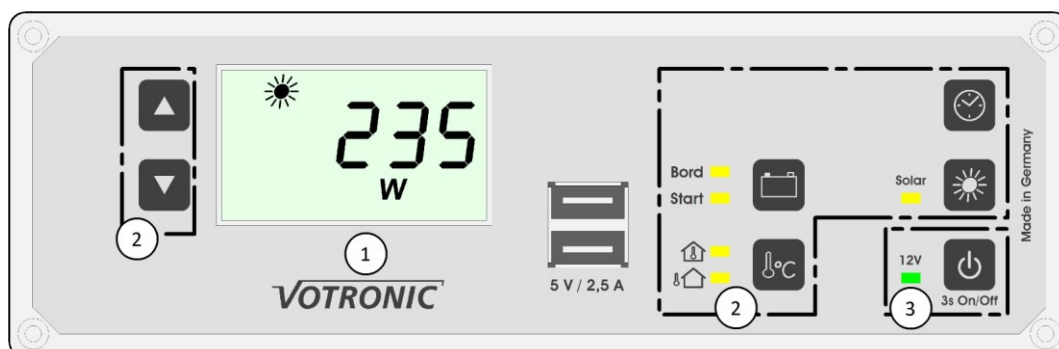 235
W
2
1
VOTRONIC
5 V / 2,5 A
Bord
Start
°C
2
Solar
12V
3s On/Off
3
Made in Germany